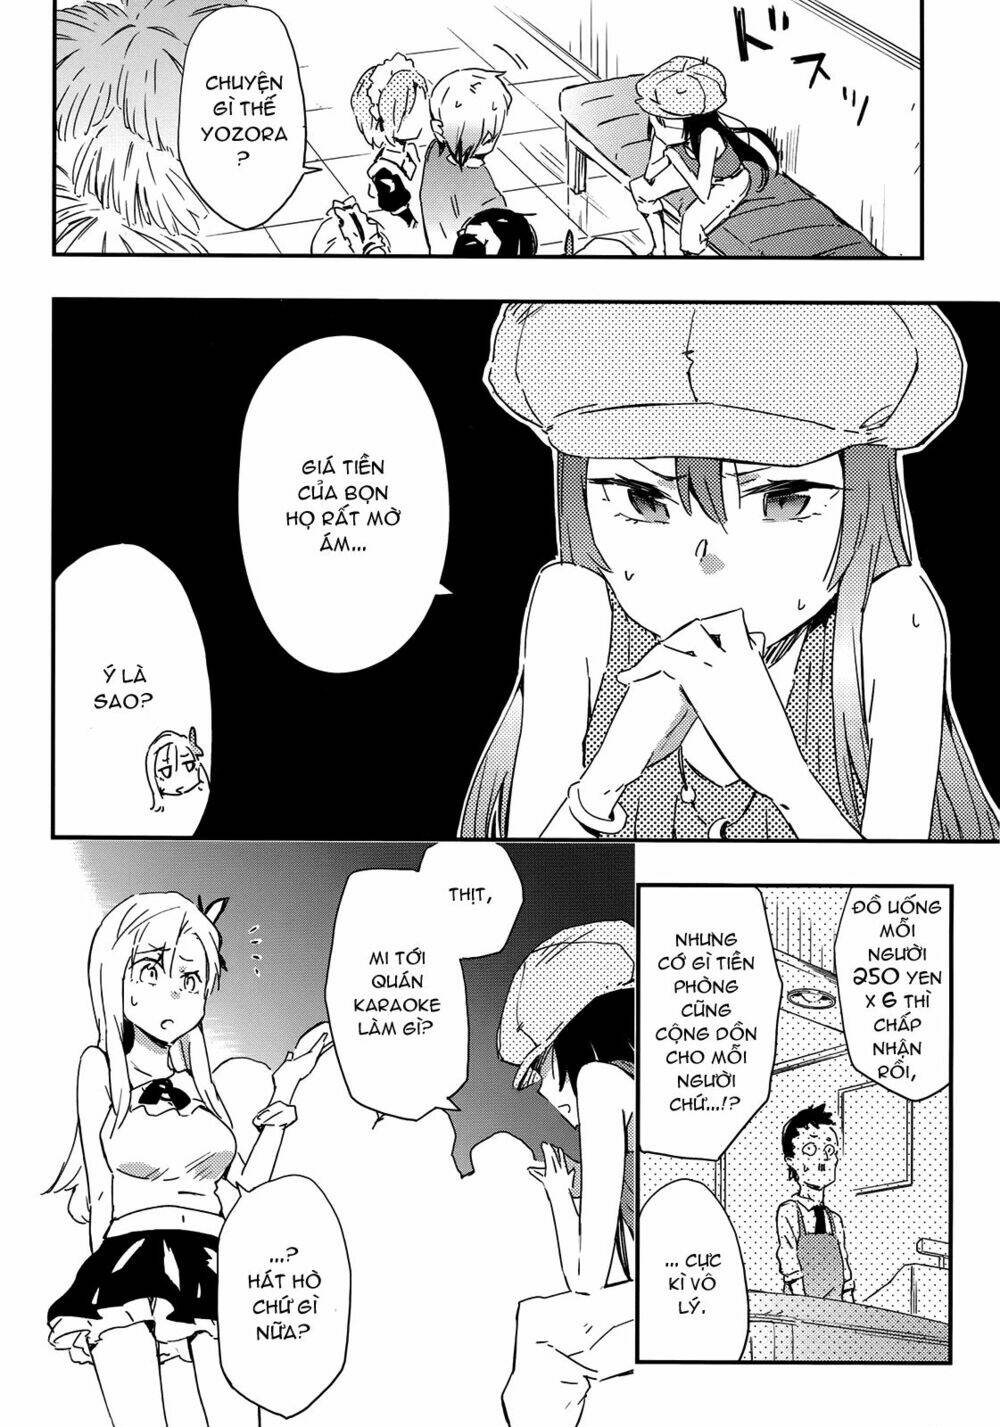 ドドスッ
CHUYỆN
GÌ THẾ
YOZORA
?
GIÁ TIỀN
CỦA BỌN
HỌ RẤT MỜ
ÁM...
Ý LÀ
SAO?
ĐỒ UỐNG
MỖI
NGƯỜI
250 YEN
X 6 THÌ
CHẤP
NHẬN
RỒI,
NHƯNG
CỚ GÌ TIỀN
PHÒNG
CŨNG
CỘNG DỒN
CHO MỖI
NGƯỜI
CHỨ...!?
... CỰC
KÌ VÔ
LÝ.
THỊT,
MI TỚI
QUÁN
KARAOKE
LÀM GÌ?
...?
HÁT HÒ
CHỨ GÌ
NỮA?